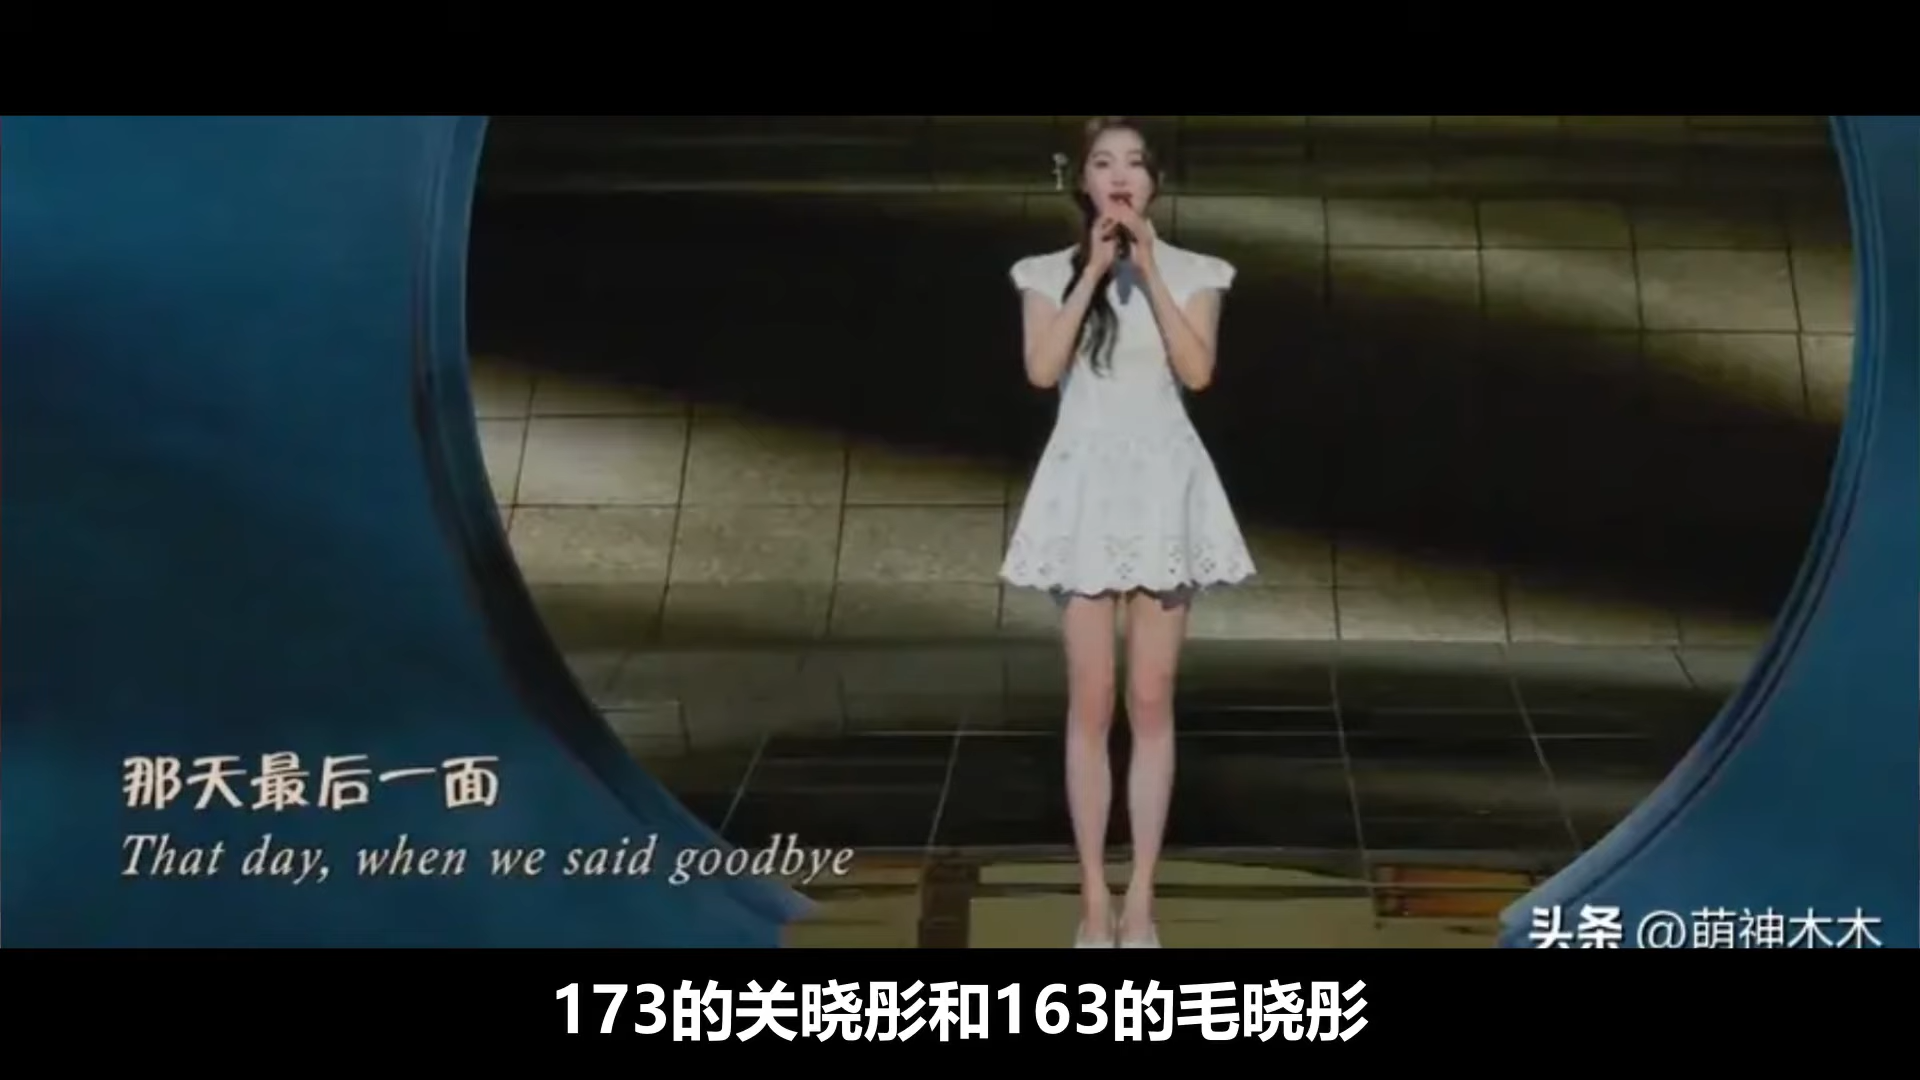 那天最后一面
That day, when we said goodbye
头条 @萌神木木
173的关晓彤和163的毛晓彤